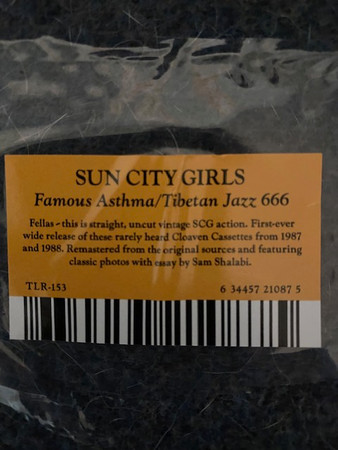 SUN CITY GIRLS
Famous Asthma/Tibetan Jazz 666
Fellas - this is straight, uncut vintage SCG action. First-ever
wide release of these rarely heard Cloaven Cassettes from 1987
and 1988. Remastered from the original sources and featuring
classic photos with essay by Sam Shalabi.
TLR-153 6 34457 21087 5